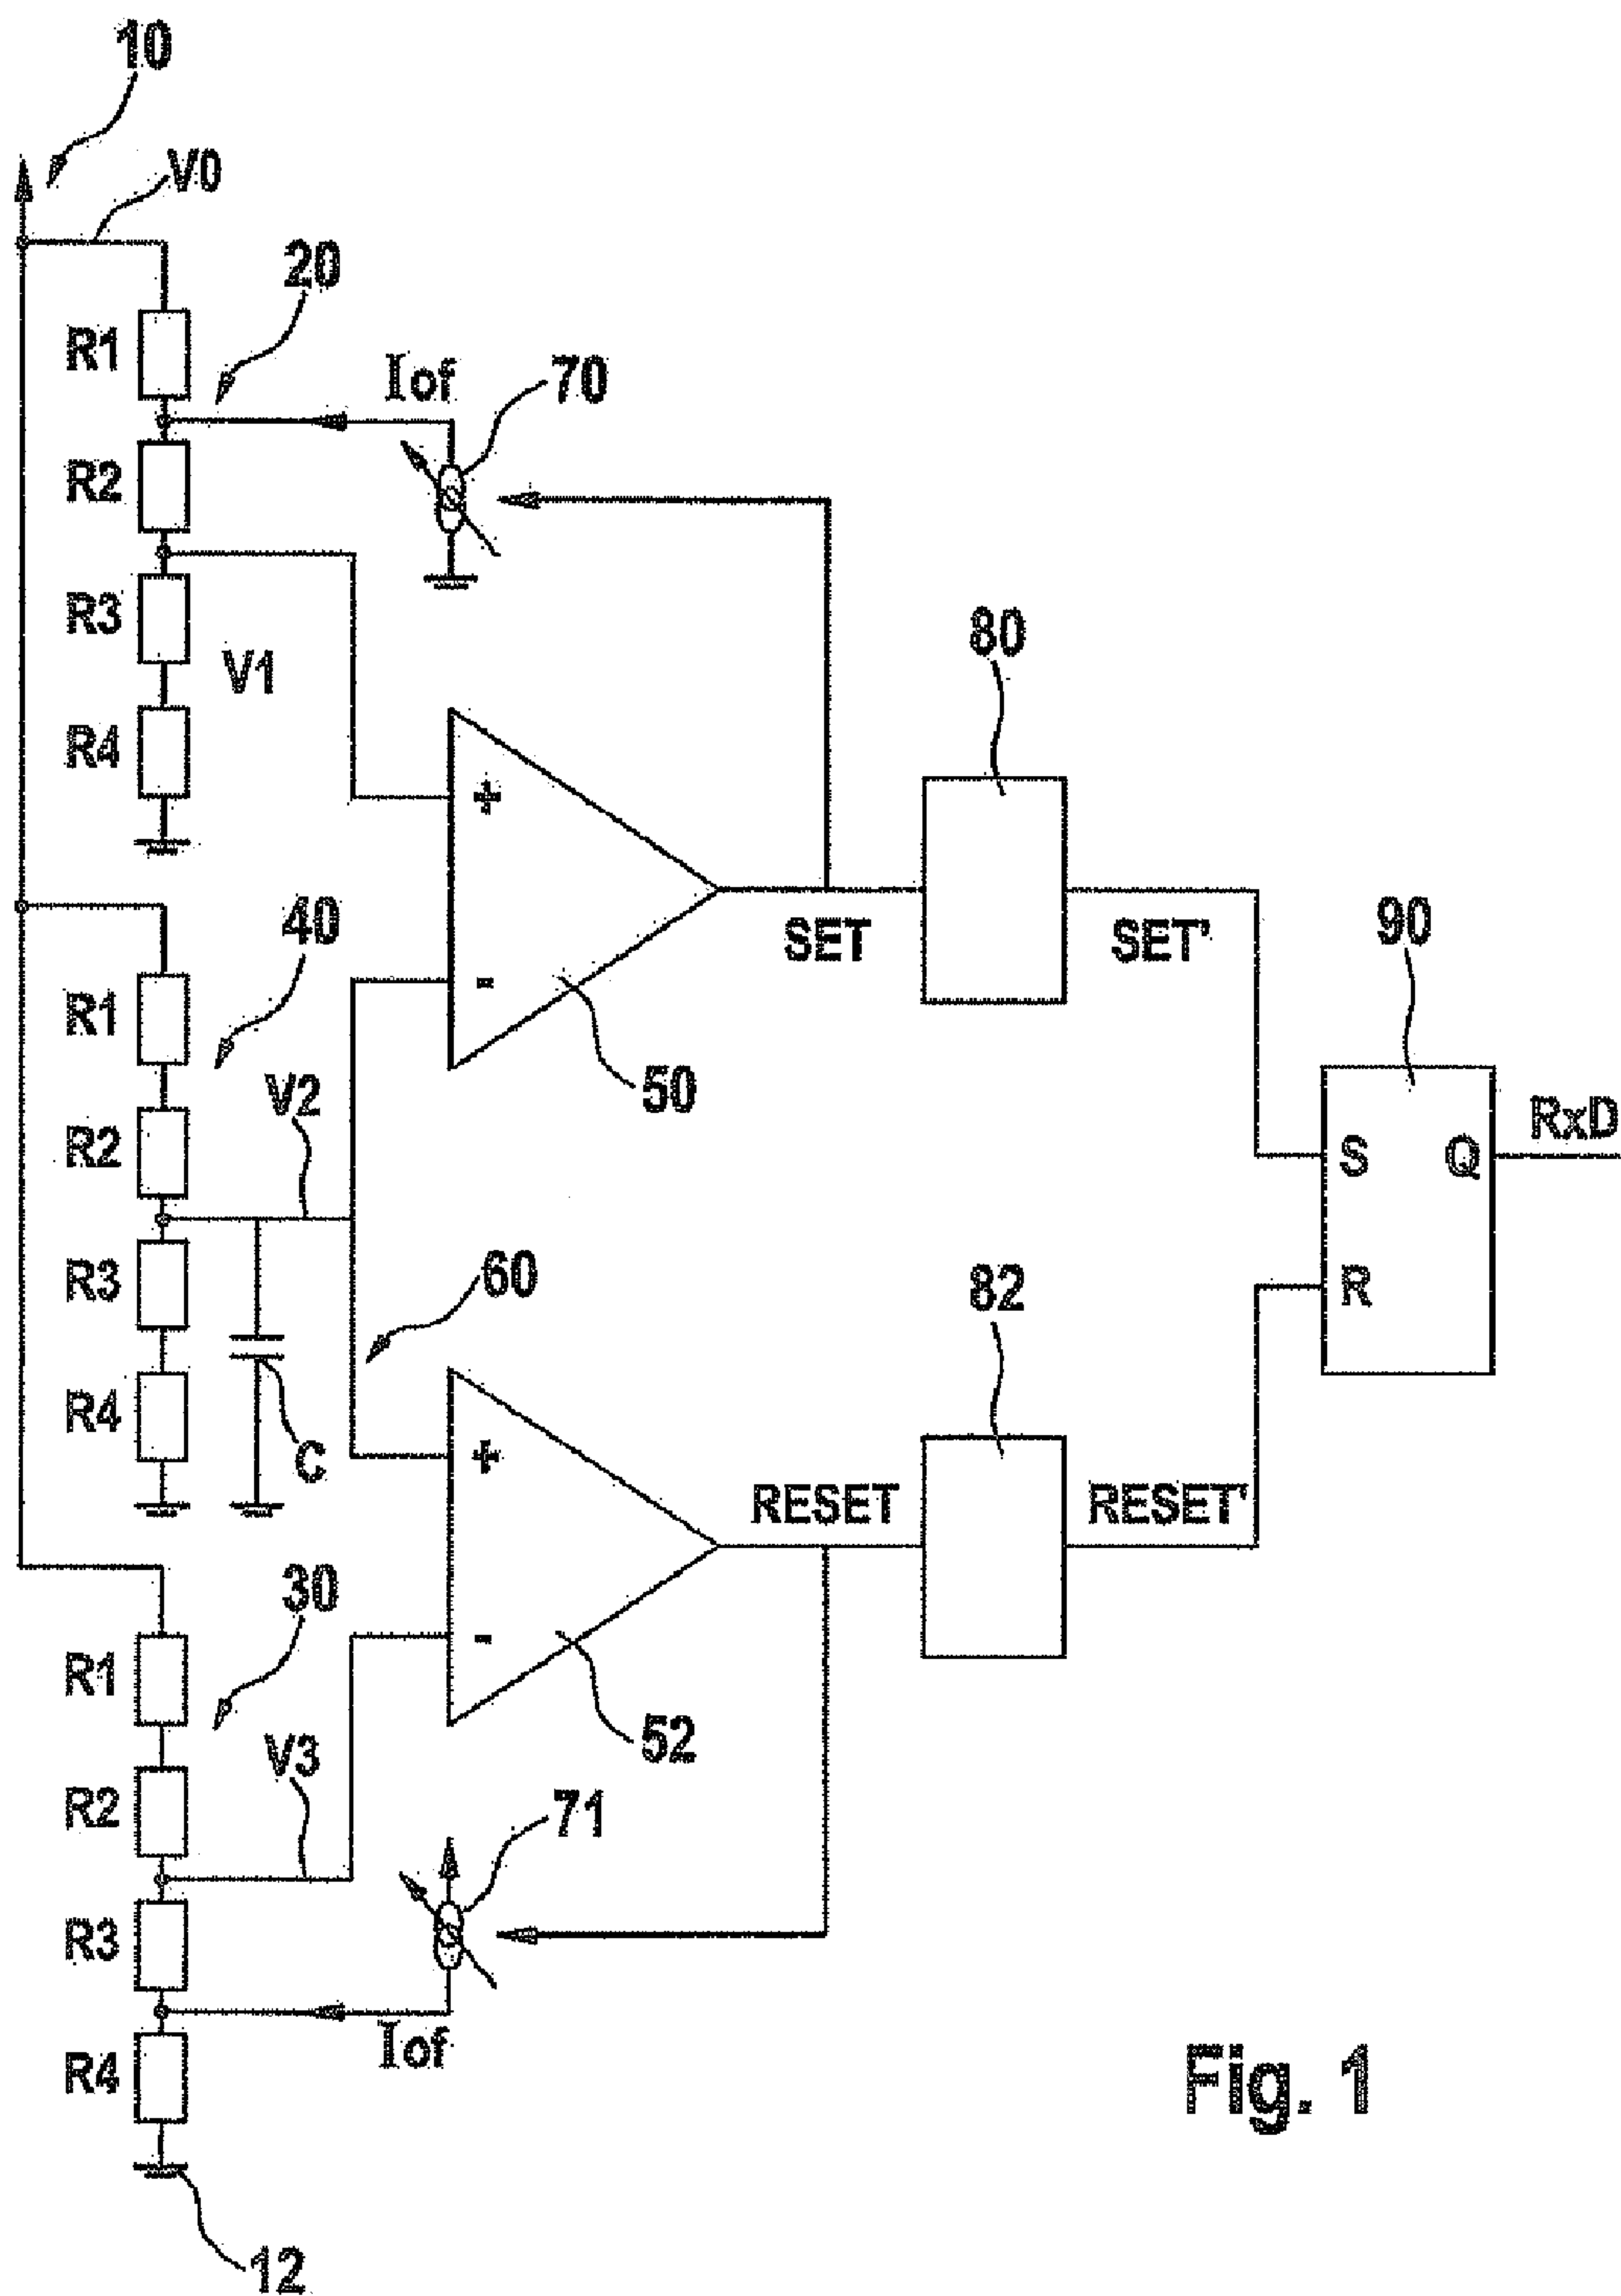 10
V0
20
R1
Iof
70
R2
R3
V1
80
R4
+
40
SET
SET'
90
-
R1
50
V2
RxD
R2
S
Q
60
R3
82
R
R4
C
+
RESET
RESET'
30
-
R1
52
V3
71
R2
R3
Iof
R4
Fig. 1
12